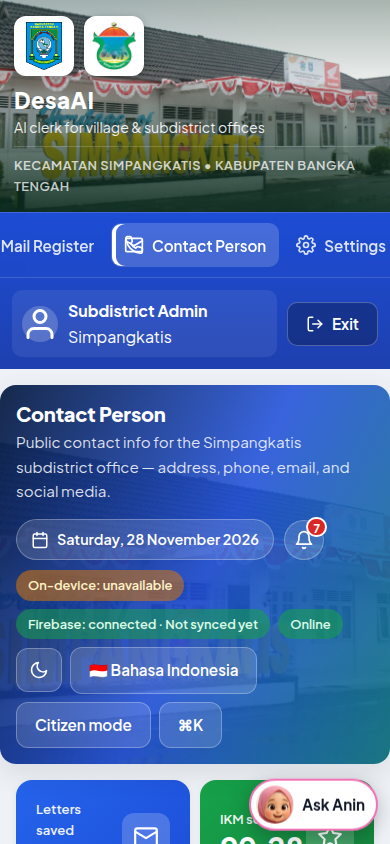 DesaAI
AI clerk for village & subdistrict offices
KECAMATAN SIMPANGKATIS • KABUPATEN BANGKA
TENGAH
Mail Register
Contact Person
Settings
Subdistrict Admin
Simpangkatis
Exit
Contact Person
Public contact info for the Simpangkatis
subdistrict office — address, phone, email, and
social media.
Saturday, 28 November 2026
7
On-device: unavailable
Firebase: connected · Not synced yet
Online
🇮🇩 Bahasa Indonesia
Citizen mode
⌘K
Letters
saved
IKM
Ask Anin